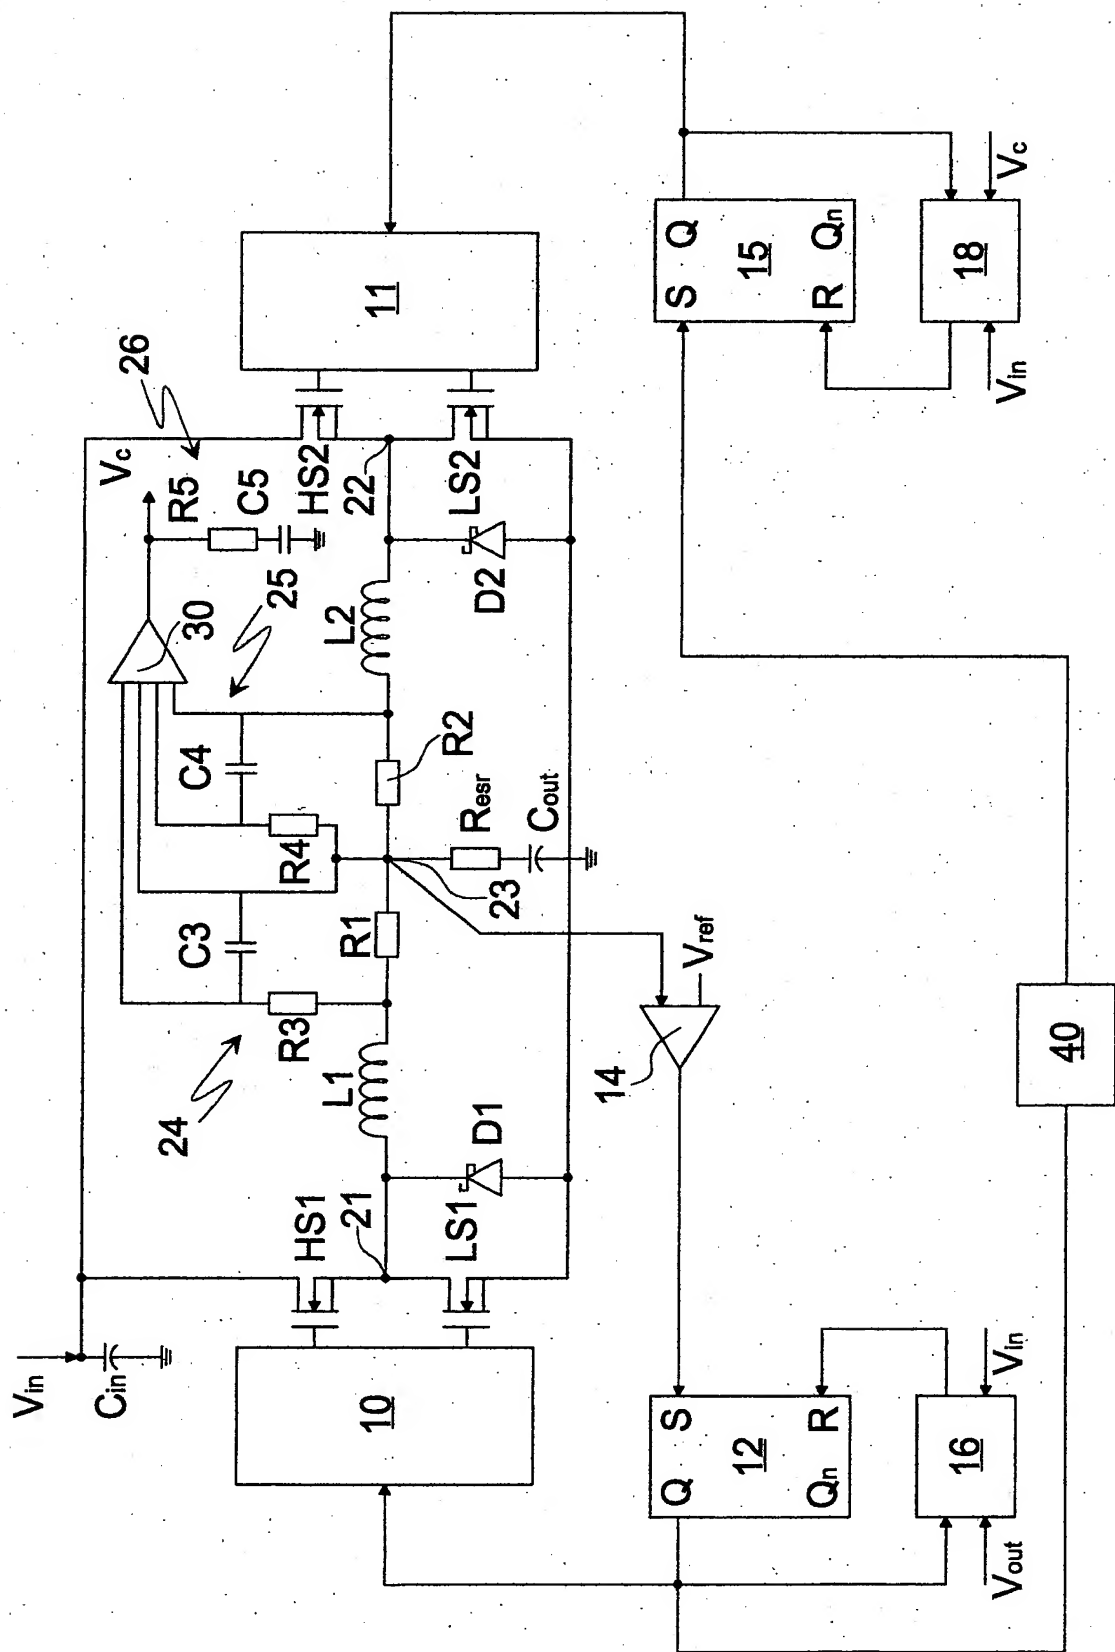 Vin
Cin
10
HS1
21
LS1
D1
L1
24
R3
C3
R1
23
R4
C4
Resr
Cout
R2
L2
25
30
Vc
26
R5
C5
HS2
22
LS2
D2
11
14
Vref
Q
S
12
Qn
R
16
Vin
Vout
40
S
Q
15
R
Qn
18
Vc
Vin